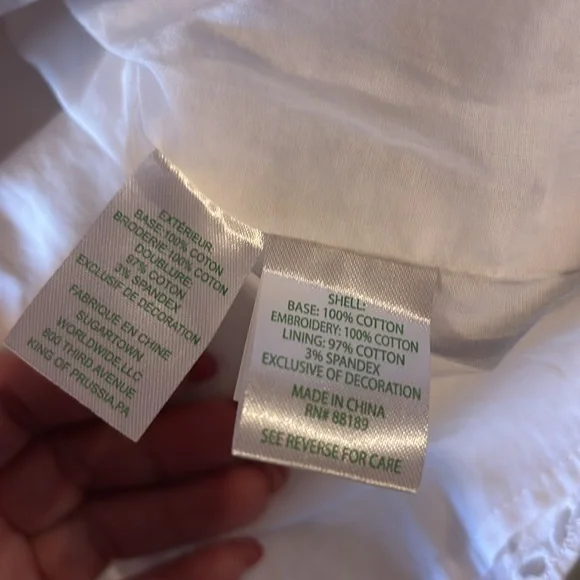 EXTÉRIEUR
BASE: 100% COTON
BRODERIE 100% COTON
DOUBLURE:
97% COTON
3% SPANDEX
EXCLUSIF DE DECORATION
FABRIQUE EN CHINE
SUGARTOWN
WORLDWIDE, LLC
800 THIRD AVENUE
KING OF PRUSSIA, PA
SHELL:
BASE: 100% COTTON
EMBROIDERY: 100% COTTON
LINING: 97% COTTON
3% SPANDEX
EXCLUSIVE OF DECORATION
MADE IN CHINA
RN# 88189
SEE REVERSE FOR CARE